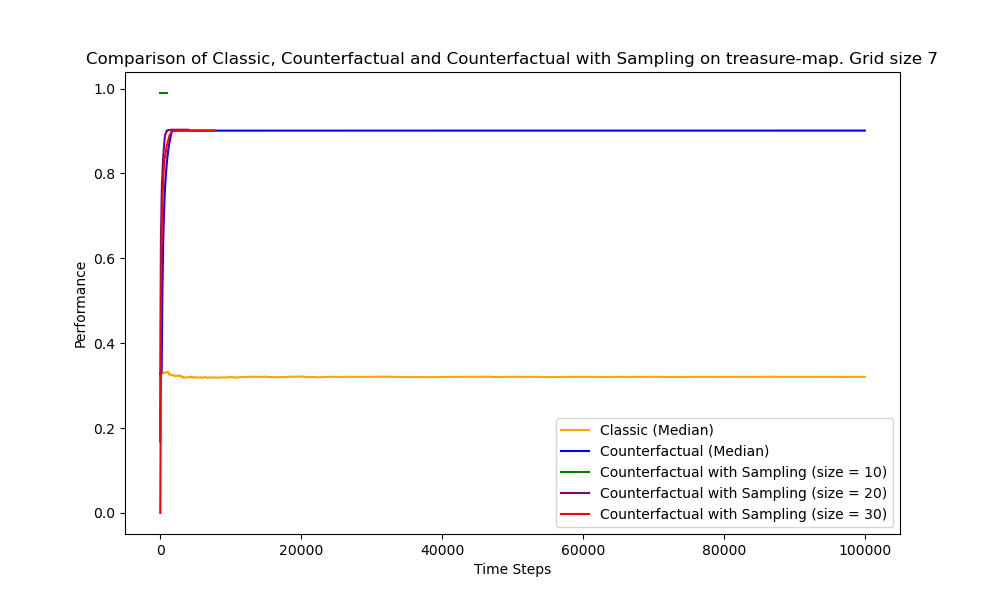 Comparison of Classic, Counterfactual and Counterfactual with Sampling on treasure-map. Grid size 7
1.0
0.8
0.6
0.4
0.2
0.0
Performance
0 20000 40000 60000 80000 100000
Time Steps
Classic (Median)
Counterfactual (Median)
Counterfactual with Sampling (size = 10)
Counterfactual with Sampling (size = 20)
Counterfactual with Sampling (size = 30)